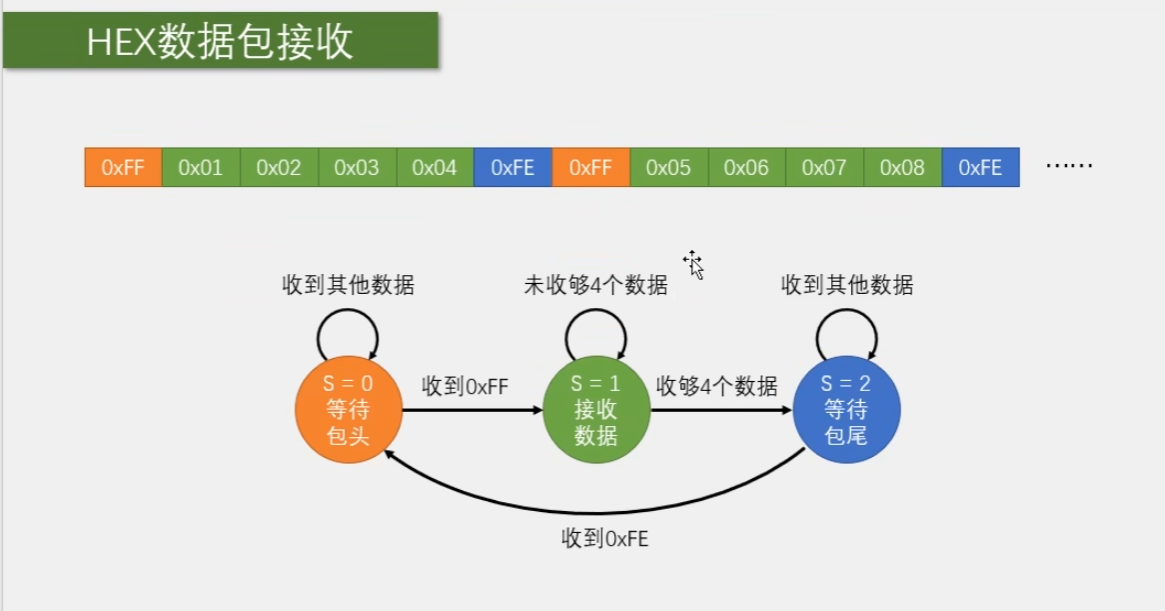 HEX数据包接收
0xFF 0x01 0x02 0x03 0x04 0xFE 0xFF 0x05 0x06 0x07 0x08 0xFE ……
收到其他数据
未收够4个数据
收到其他数据
S = 0
等待
包头
收到0xFF
S = 1
接收
数据
收够4个数据
S = 2
等待
包尾
收到0xFE